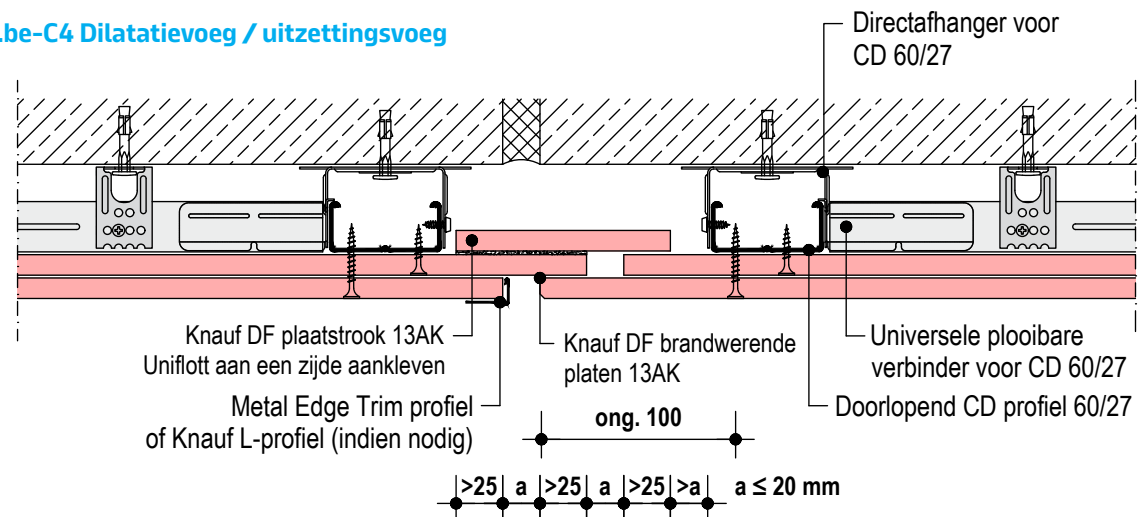 .be-C4 Dilatatievoeg / uitzettingsvoeg
Directafhanger voor
CD 60/27
Knauf DF plaatstrook 13AK
Uniflott aan een zijde aankleven
Knauf DF brandwerende
platen 13AK
Universele plooibare
verbinder voor CD 60/27
Metal Edge Trim profiel
of Knauf L-profiel (indien nodig)
Doorlopend CD profiel 60/27
ong. 100
>25 a >25 a >25 >a a ≤ 20 mm